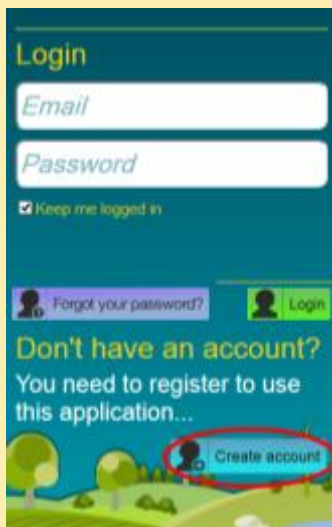 Login
Email
Password
Keep me logged in
Forgot your password?
Login
Don't have an account?
You need to register to use
this application...
Create account